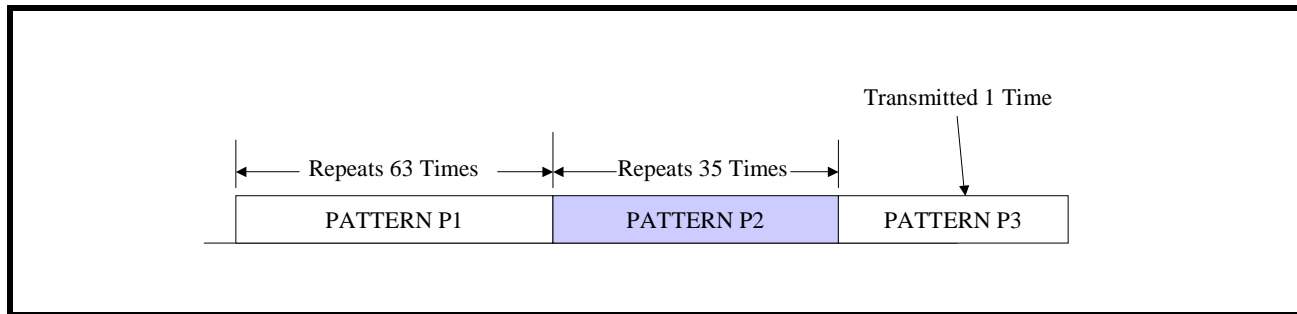 Transmitted 1 Time
Repeats 63 Times
Repeats 35 Times
PATTERN P1
PATTERN P2
PATTERN P3